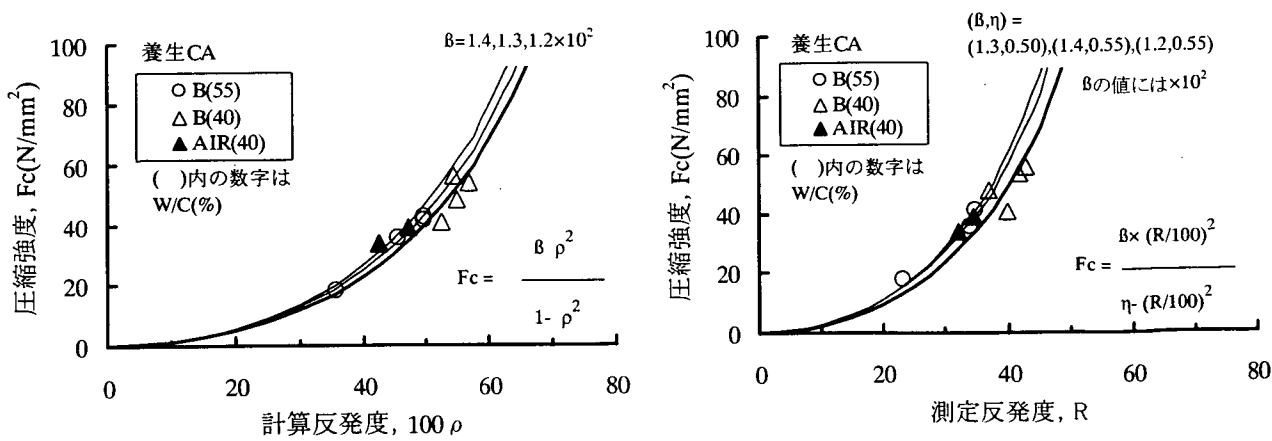 100
80
60
40
20
0
圧縮強度, Fc(N/mm²)
養生CA
○ B(55)
△ B(40)
▲ AIR(40)
( )内の数字は
W/C(%)
ß=1.4,1.3,1.2×10²
Fc = ß ρ² / 1- ρ²
0 20 40 60 80
計算反発度, 100 ρ
100
80
60
40
20
0
圧縮強度, Fc(N/mm²)
養生CA
○ B(55)
△ B(40)
▲ AIR(40)
( )内の数字は
W/C(%)
(ß,η) =
(1.3,0.50),(1.4,0.55),(1.2,0.55)
ßの値には×10²
Fc = ß× (R/100)² / η- (R/100)²
0 20 40 60 80
測定反発度, R